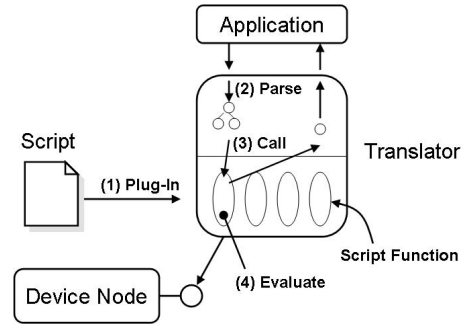 Application
(2) Parse
Script
(3) Call
Translator
(1) Plug-In
Script Function
(4) Evaluate
Device Node